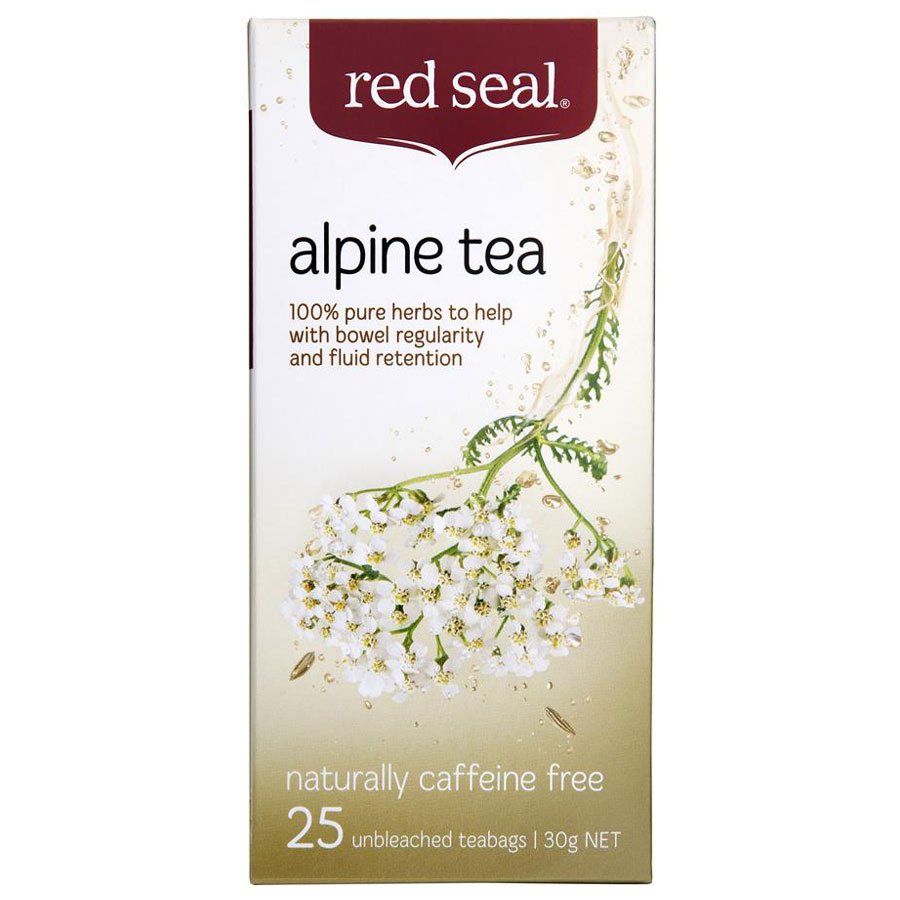 red seal®
alpine tea
100% pure herbs to help
with bowel regularity
and fluid retention
naturally caffeine free
25 unbleached teabags | 30g NET